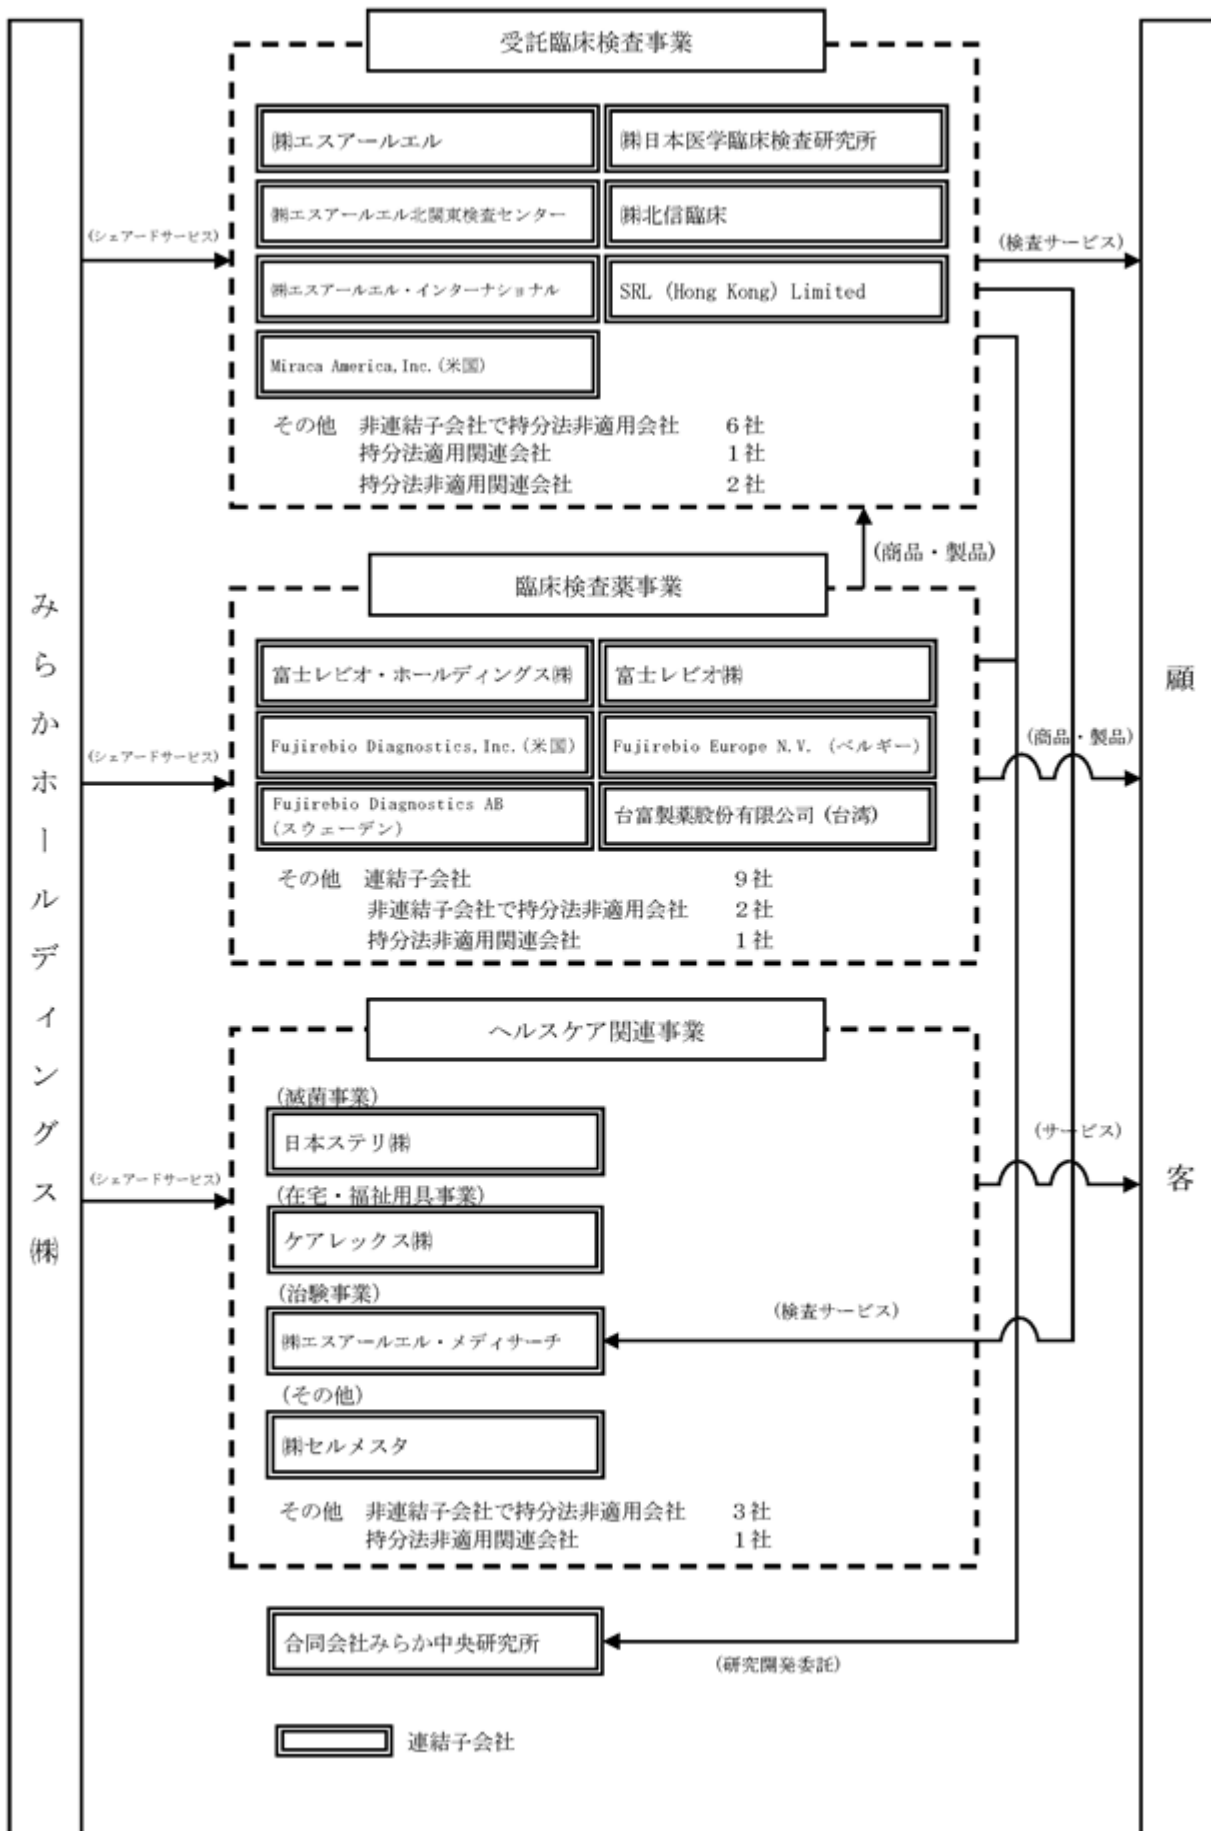 受託臨床検査事業
㈱エスアールエル
㈱日本医学臨床検査研究所
㈱エスアールエル北関東検査センター
㈱北信臨床
㈱エスアールエル・インターナショナル
SRL (Hong Kong) Limited
Miraca America,Inc.(米国)
その他 非連結子会社で持分法非適用会社 6社
持分法適用関連会社 1社
持分法非適用関連会社 2社
(シェアードサービス)
(検査サービス)
(商品・製品)
臨床検査薬事業
富士レビオ・ホールディングス㈱
富士レビオ㈱
Fujirebio Diagnostics,Inc.(米国)
Fujirebio Europe N.V. (ベルギー)
Fujirebio Diagnostics AB
(スウェーデン)
台富製薬股份有限公司 (台湾)
その他 連結子会社 9社
非連結子会社で持分法非適用会社 2社
持分法非適用関連会社 1社
(シェアードサービス)
(商品・製品)
みらかホールディングス㈱
顧客
ヘルスケア関連事業
(滅菌事業)
日本ステリ㈱
(在宅・福祉用具事業)
ケアレックス㈱
(治験事業)
㈱エスアールエル・メディサーチ
(その他)
㈱セルメスタ
その他 非連結子会社で持分法非適用会社 3社
持分法非適用関連会社 1社
(シェアードサービス)
(サービス)
(検査サービス)
合同会社みらか中央研究所
(研究開発委託)
連結子会社